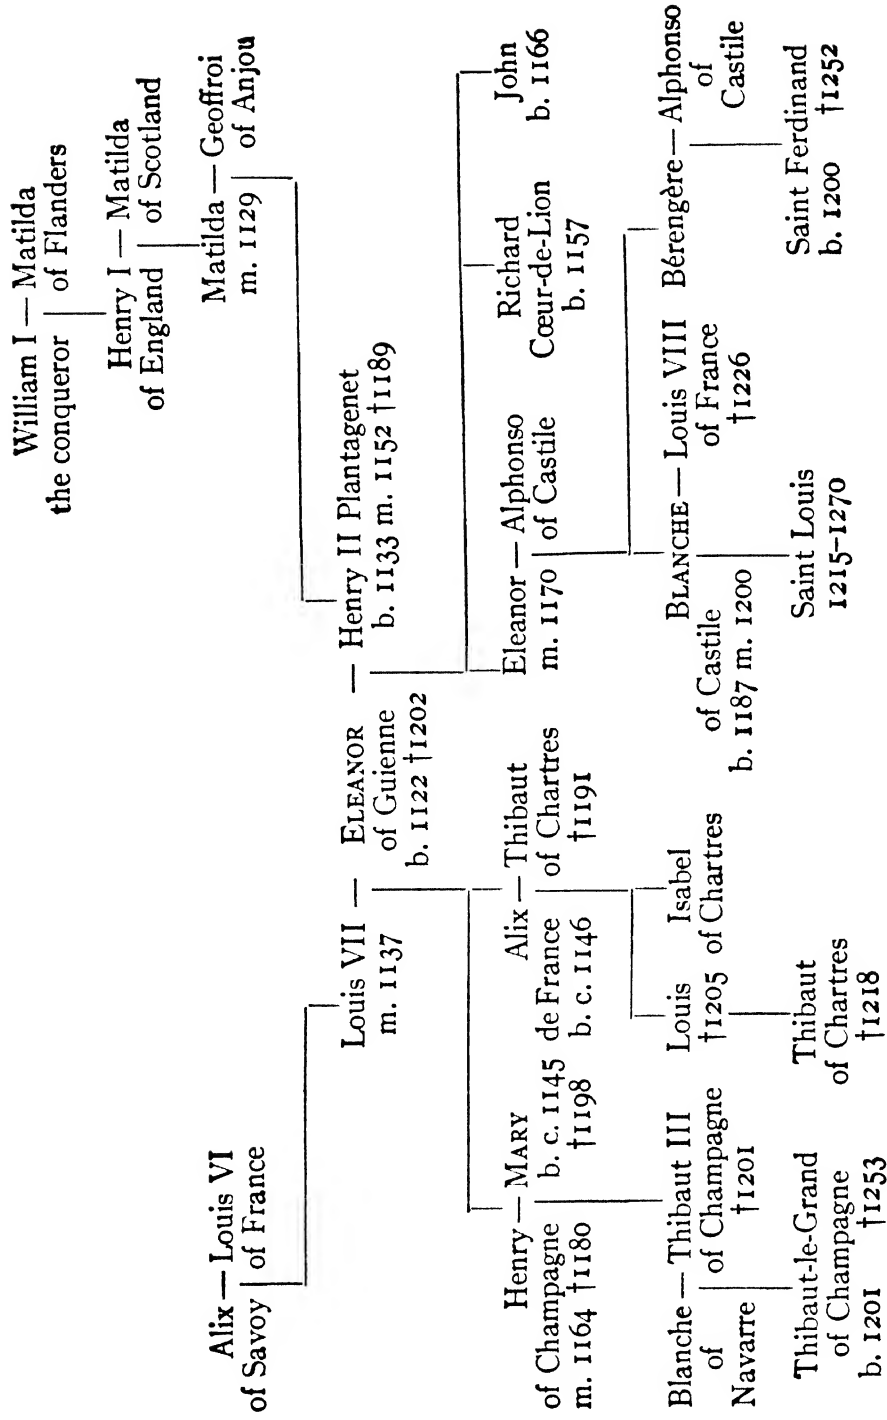 William I — Matilda
the conqueror of Flanders
Henry I — Matilda
of England of Scotland
Alix — Louis VI
of Savoy of France
Matilda — Geoffroi
m. 1129 of Anjou
Louis VII — ELEANOR — Henry II Plantagenet
m. 1137 of Guienne b. 1133 m. 1152 †1189
b. 1122 †1202
Henry — MARY
of Champagne b. c. 1145
m. 1164 †1180 †1198
Alix — Thibaut
de France of Chartres
b. c. 1146 †1191
Eleanor — Alphonso
m. 1170 of Castile
Richard
Cœur-de-Lion
b. 1157
John
b. 1166
Blanche — Thibaut III
of of Champagne
Navarre †1201
Louis
†1205
Isabel
of Chartres
BLANCHE — Louis VIII
of Castile of France
b. 1187 m. 1200 †1226
Bérengère — Alphonso
of
Castile
Thibaut-le-Grand
of Champagne
b. 1201 †1253
Thibaut
of Chartres
†1218
Saint Louis
1215–1270
Saint Ferdinand
b. 1200 †1252